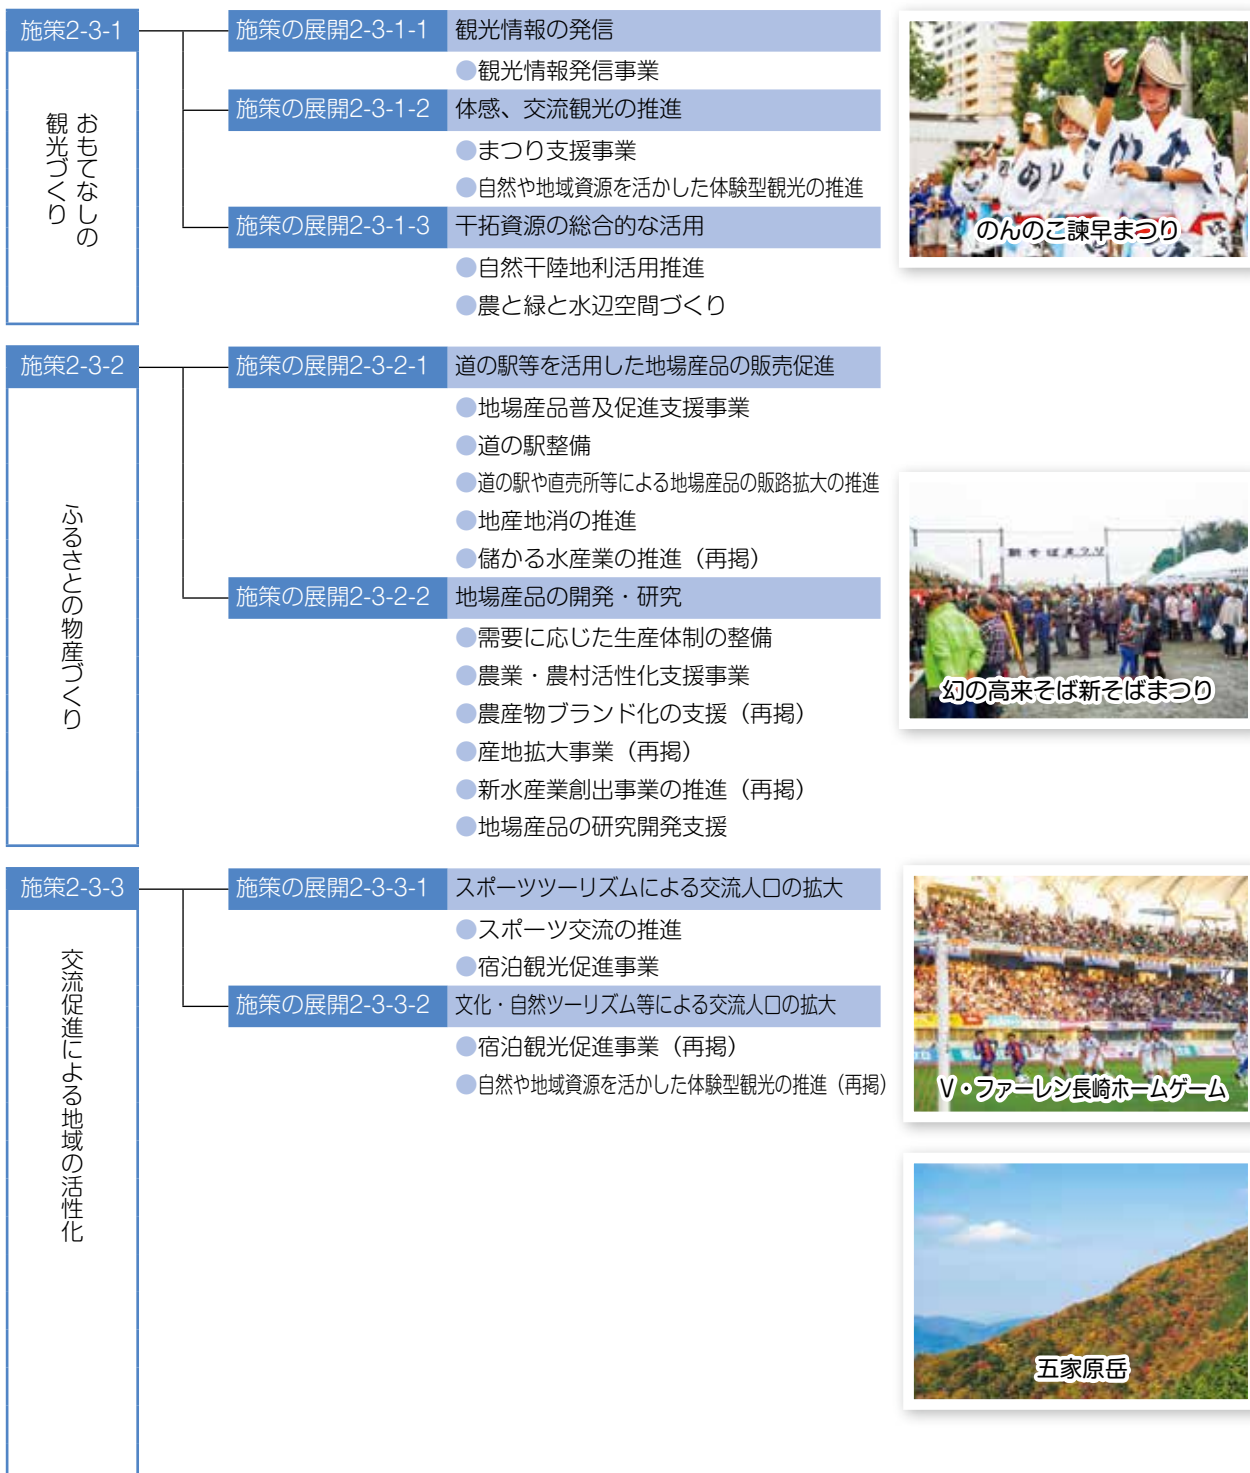 施策2-3-1
おもてなしの
観光づくり
施策の展開2-3-1-1 観光情報の発信
●観光情報発信事業
施策の展開2-3-1-2 体感、交流観光の推進
●まつり支援事業
●自然や地域資源を活かした体験型観光の推進
施策の展開2-3-1-3 干拓資源の総合的な活用
●自然干陸地利活用推進
●農と緑と水辺空間づくり
のんのこ諫早まつり
施策2-3-2
ふるさとの物産づくり
施策の展開2-3-2-1 道の駅等を活用した地場産品の販売促進
●地場産品普及促進支援事業
●道の駅整備
●道の駅や直売所等による地場産品の販路拡大の推進
●地産地消の推進
●儲かる水産業の推進（再掲）
施策の展開2-3-2-2 地場産品の開発・研究
●需要に応じた生産体制の整備
●農業・農村活性化支援事業
●農産物ブランド化の支援（再掲）
●産地拡大事業（再掲）
●新水産業創出事業の推進（再掲）
●地場産品の研究開発支援
新そばまつり
幻の高来そば新そばまつり
施策2-3-3
交流促進による地域の活性化
施策の展開2-3-3-1 スポーツツーリズムによる交流人口の拡大
●スポーツ交流の推進
●宿泊観光促進事業
施策の展開2-3-3-2 文化・自然ツーリズム等による交流人口の拡大
●宿泊観光促進事業（再掲）
●自然や地域資源を活かした体験型観光の推進（再掲）
V・ファーレン長崎ホームゲーム
五家原岳